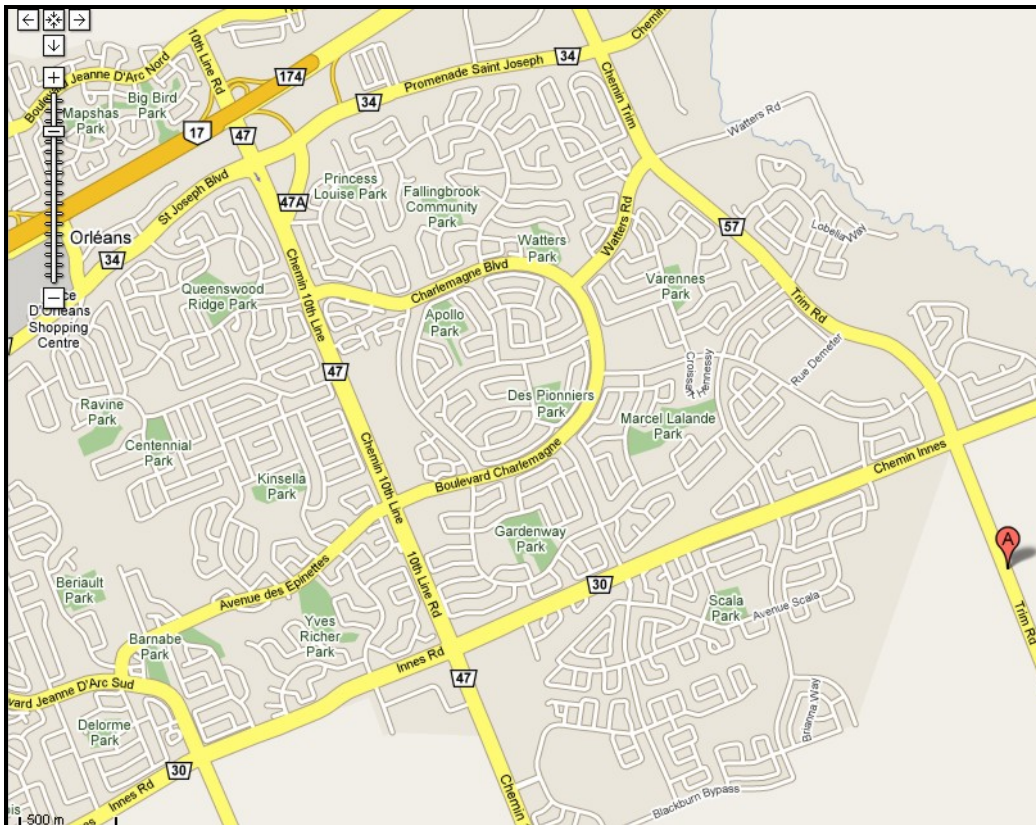 Boulevard Jeanne D'Arc Nord
10th Line Rd
174
34
Promenade Saint Joseph
34
Chemin
Chemin Trim
Big Bird
Park
Mapshas
Park
17
47
Watters Rd
St Joseph Blvd
Princess
Louise Park
47A
Fallingbrook
Community
Park
Watters
Park
Watters Rd
57
Lobelia Way
Orléans
34
Queenswood
Ridge Park
Chemin 10th Line
Charlemagne Blvd
Varennes
Park
Trim Rd
ce
D'Orléans
Shopping
Centre
Apollo
Park
Rue Demeter
Croissant
Hennessy
47
Ravine
Park
Centennial
Park
Des Pionniers
Park
Marcel Lalande
Park
Chemin 10th Line
Boulevard Charlemagne
Chemin Innes
Kinsella
Park
Gardenway
Park
A
10th Line Rd
Beriault
Park
Avenue des Epinettes
30
Scala
Park
Avenue Scala
Trim Rd
Yves
Richer
Park
Barnabe
Park
Innes Rd
47
vard Jeanne D'Arc Sud
Brianna Way
Delorme
Park
30
Chemin
Innes Rd
Blackburn Bypass
500 m